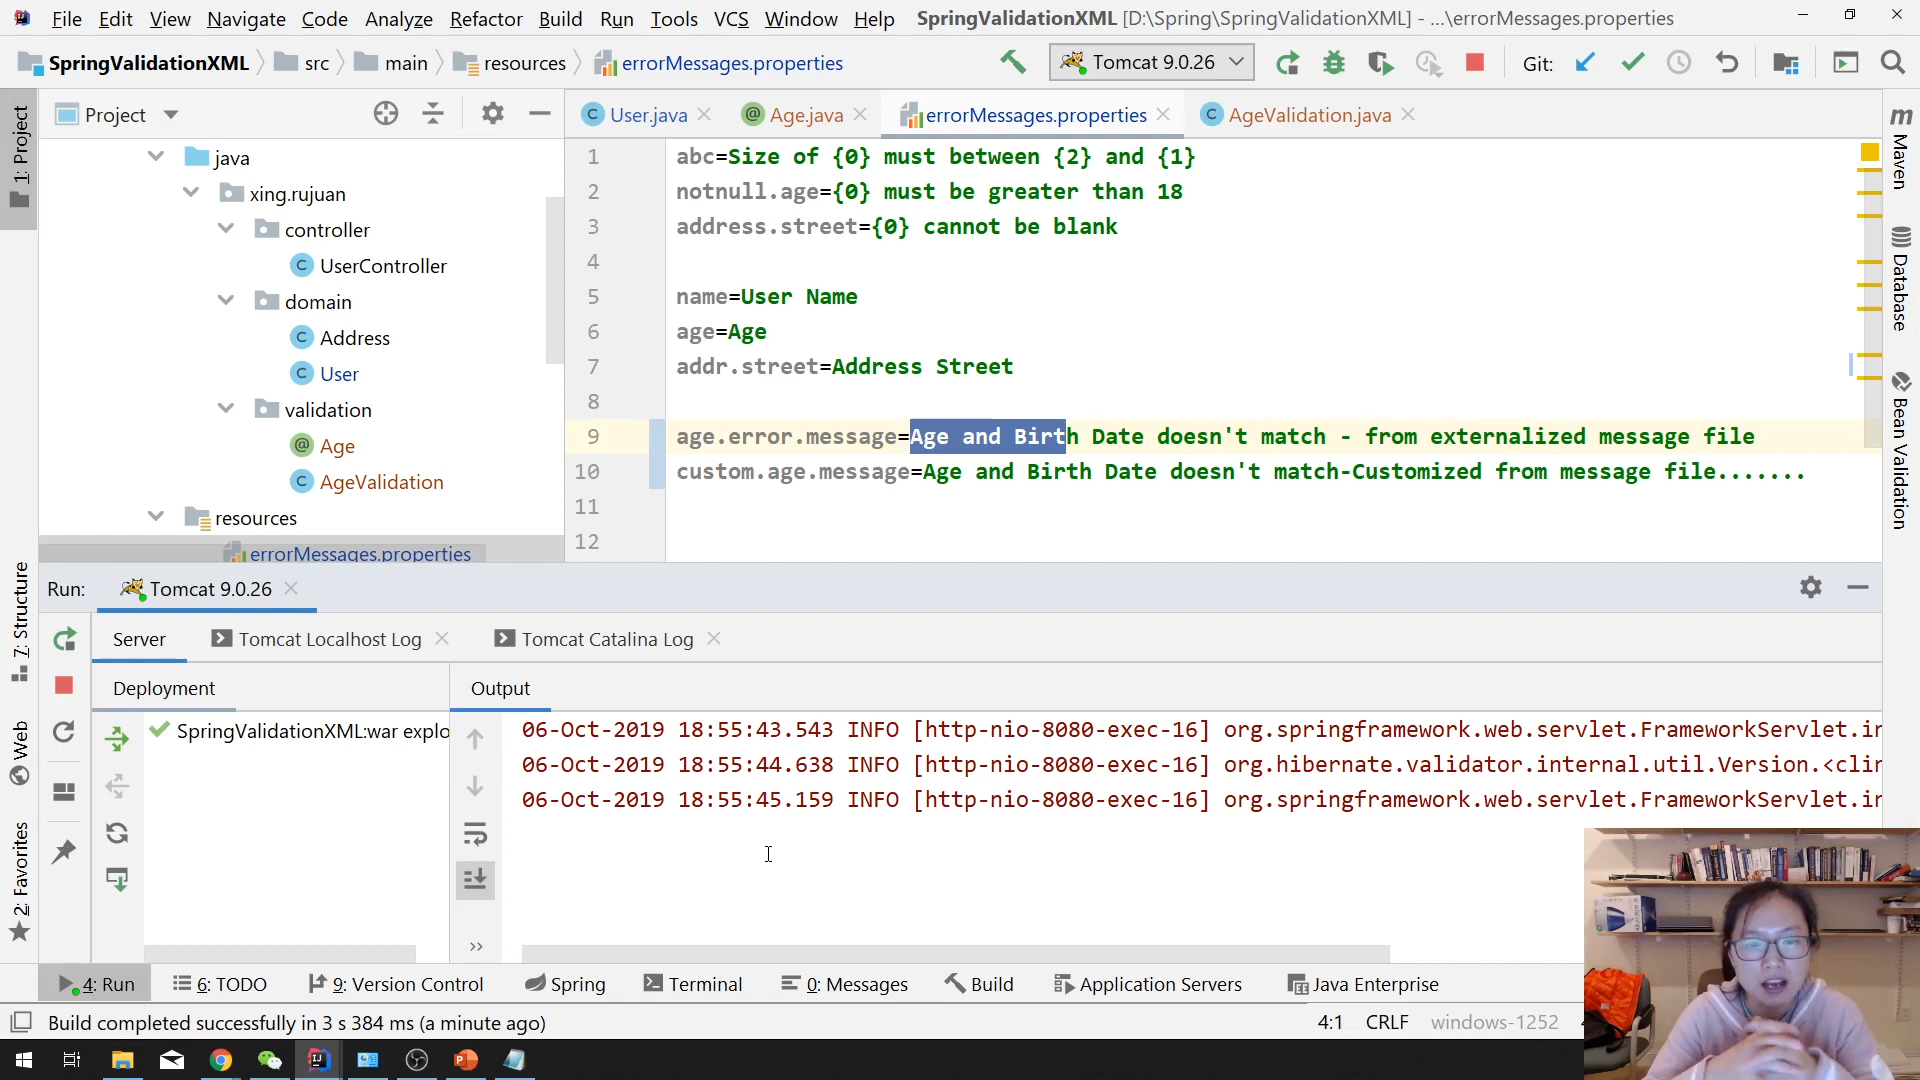 File Edit View Navigate Code Analyze Refactor Build Run Tools VCS Window Help SpringValidationXML [D:\Spring\SpringValidationXML] - ...\errorMessages.properties
SpringValidationXML src main resources errorMessages.properties Tomcat 9.0.26 Git:
Project
User.java Age.java errorMessages.properties AgeValidation.java
1: Project
7: Structure
Web
2: Favorites
java
xing.rujuan
controller
UserController
domain
Address
User
validation
Age
AgeValidation
resources
errorMessages.properties
1 abc=Size of {0} must between {2} and {1}
2 notnull.age={0} must be greater than 18
3 address.street={0} cannot be blank
4
5 name=User Name
6 age=Age
7 addr.street=Address Street
8
9 age.error.message=Age and Birth Date doesn't match - from externalized message file
10 custom.age.message=Age and Birth Date doesn't match-Customized from message file.......
11
12
m Maven
Database
Bean Validation
Run: Tomcat 9.0.26
Server Tomcat Localhost Log Tomcat Catalina Log
Deployment Output
SpringValidationXML:war explo
06-Oct-2019 18:55:43.543 INFO [http-nio-8080-exec-16] org.springframework.web.servlet.FrameworkServlet.in
06-Oct-2019 18:55:44.638 INFO [http-nio-8080-exec-16] org.hibernate.validator.internal.util.Version.<clin
06-Oct-2019 18:55:45.159 INFO [http-nio-8080-exec-16] org.springframework.web.servlet.FrameworkServlet.in
4: Run 6: TODO 9: Version Control Spring Terminal 0: Messages Build Application Servers Java Enterprise
Build completed successfully in 3 s 384 ms (a minute ago) 4:1 CRLF windows-1252